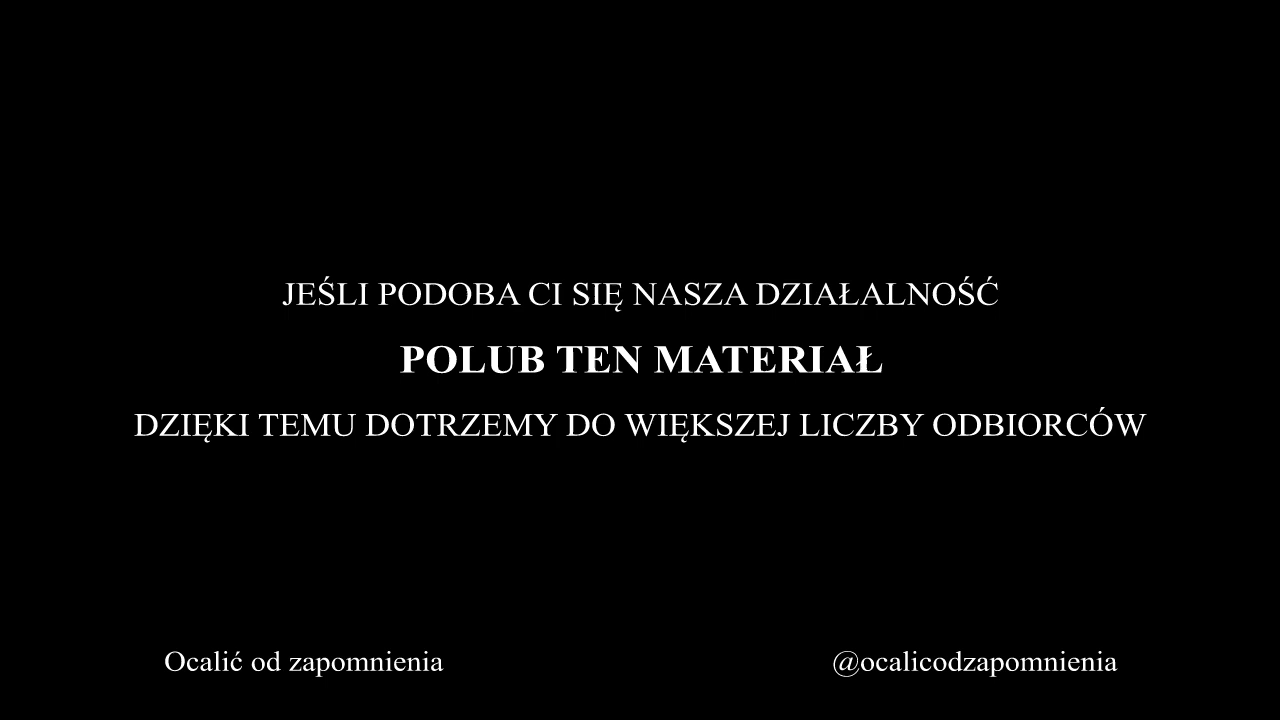 JEŚLI PODOBA CI SIĘ NASZA DZIAŁALNOŚĆ
POLUB TEN MATERIAŁ
DZIĘKI TEMU DOTRZEMY DO WIĘKSZEJ LICZBY ODBIORCÓW
Ocalić od zapomnienia
@ocalicodzapomnienia